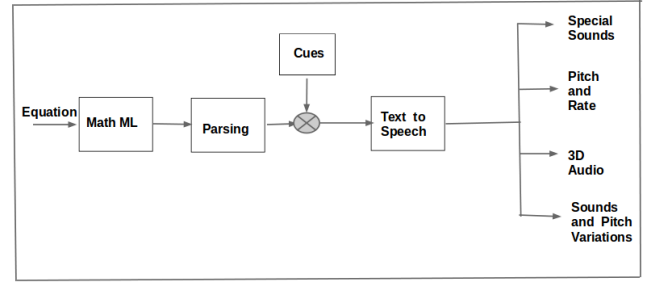 Equation
Math ML
Parsing
Cues
Text to
Speech
Special
Sounds
Pitch
and
Rate
3D
Audio
Sounds
and Pitch
Variations